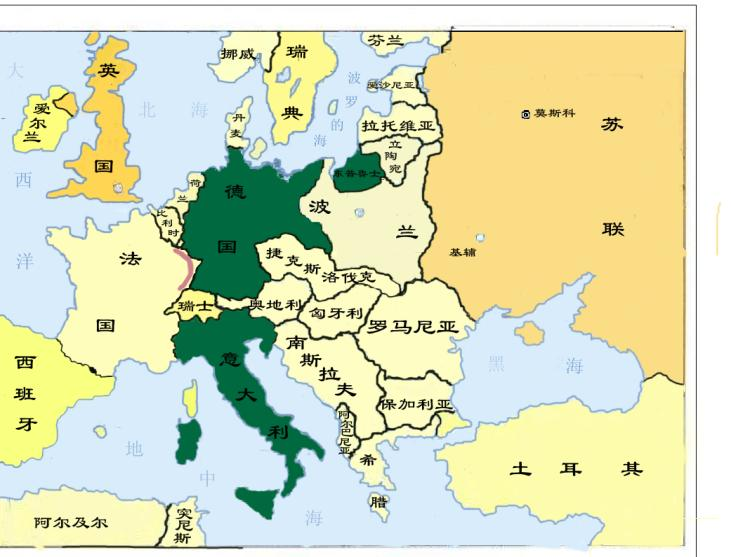 芬兰
挪威
瑞典
英国
爱尔兰
大西洋
北海
波罗的海
爱沙尼亚
拉托维亚
立陶宛
丹麦
东普鲁士
莫斯科
苏联
荷兰
德国
波兰
比利时
法国
捷克斯洛伐克
基辅
瑞士
奥地利
匈牙利
罗马尼亚
意大利
南斯拉夫
黑海
西班牙
保加利亚
阿尔巴尼亚
希腊
土耳其
地中海
阿尔及尔
突尼斯